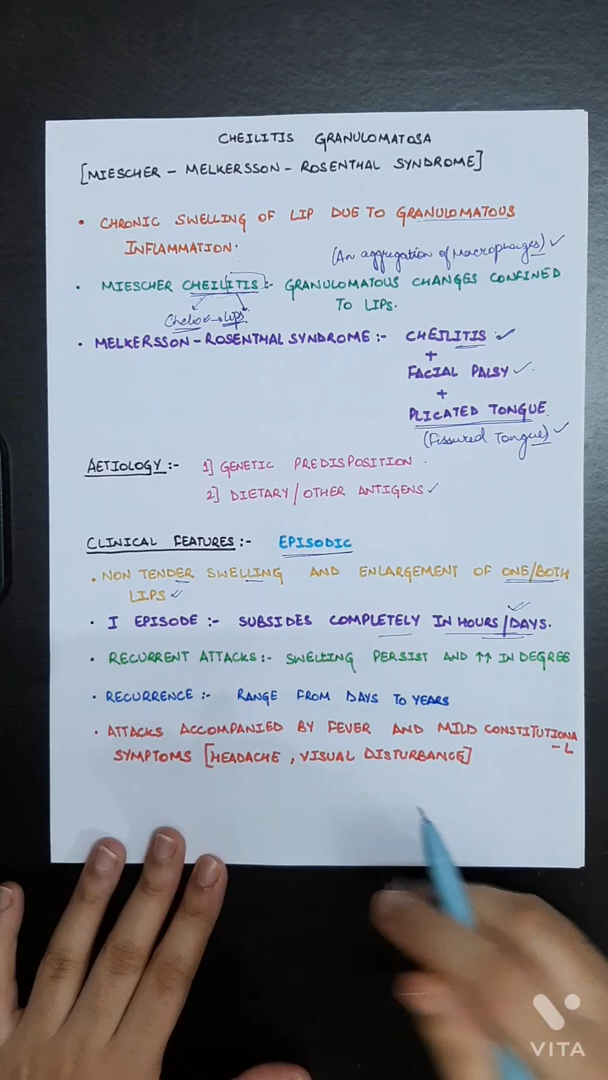 CHEILITIS GRANULOMATOSA
[MIESCHER - MELKERSSON - ROSENTHAL SYNDROME]
• CHRONIC SWELLING OF LIP DUE TO GRANULOMATOUS
INFLAMMATION.
(An aggregation of macrophages) ✓
• MIESCHER CHEILITIS :- GRANULOMATOUS CHANGES CONFINED
TO LIPS.
→ Lips
• MELKERSSON-ROSENTHAL SYNDROME :- CHEILITIS ✓
+
FACIAL PALSY ✓
+
PLICATED TONGUE
(Fissured Tongue) ✓
AETIOLOGY :- 1] GENETIC PREDISPOSITION.
2] DIETARY/OTHER ANTIGENS ✓
CLINICAL FEATURES :- EPISODIC
• NON TENDER SWELLING AND ENLARGEMENT OF ONE/BOTH
LIPS ✓
• I EPISODE :- SUBSIDES COMPLETELY IN HOURS/DAYS.
• RECURRENT ATTACKS :- SWELLING PERSIST AND ↑↑ IN DEGREE
• RECURRENCE :- RANGE FROM DAYS TO YEARS
• ATTACKS ACCOMPANIED BY FEVER AND MILD CONSTITUTIONA
-L
SYMPTOMS [HEADACHE, VISUAL DISTURBANCE]
VITA